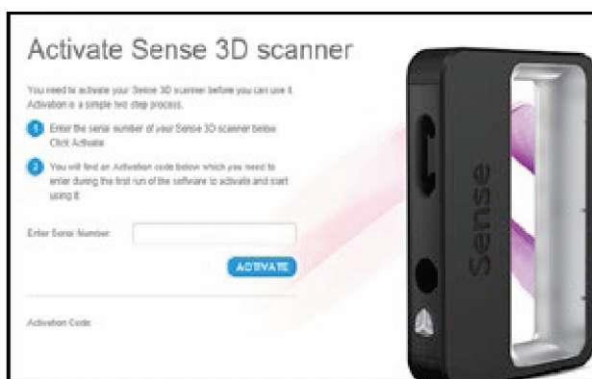 Activate Sense 3D scanner
You need to activate your Sense 3D scanner before you can use it.
Activation is a simple two step process.
1 Enter the serial number of your Sense 3D scanner below
Click Activate
2 You will find an Activation code below which you need to
enter during the first run of the software to activate and start
using it
Enter Serial Number:
ACTIVATE
Activation Code:
Sense